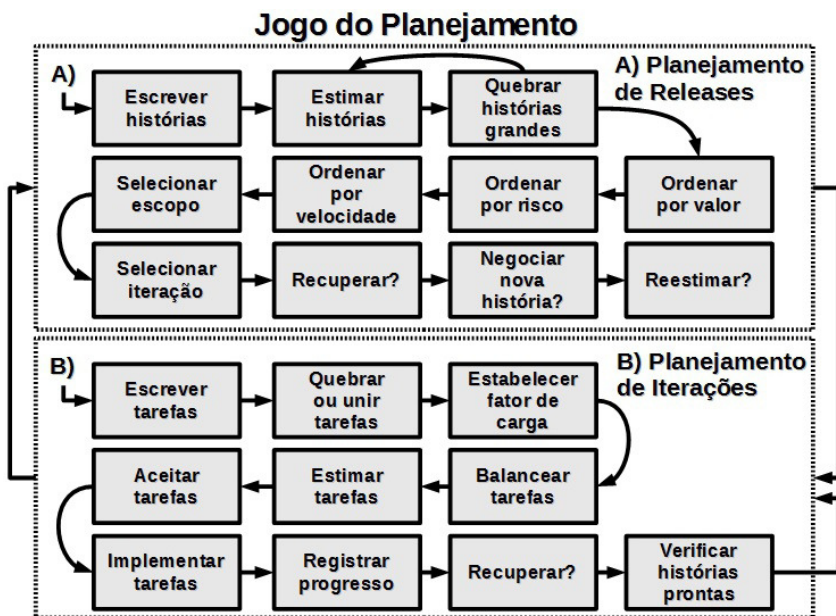 Jogo do Planejamento
A)
A) Planejamento
de Releases
Escrever
histórias
Estimar
histórias
Quebrar
histórias
grandes
Selecionar
escopo
Ordenar
por
velocidade
Ordenar
por risco
Ordenar
por valor
Selecionar
iteração
Recuperar?
Negociar
nova
história?
Reestimar?
B)
B) Planejamento
de Iterações
Escrever
tarefas
Quebrar
ou unir
tarefas
Estabelecer
fator de
carga
Aceitar
tarefas
Estimar
tarefas
Balancear
tarefas
Implementar
tarefas
Registrar
progresso
Recuperar?
Verificar
histórias
prontas